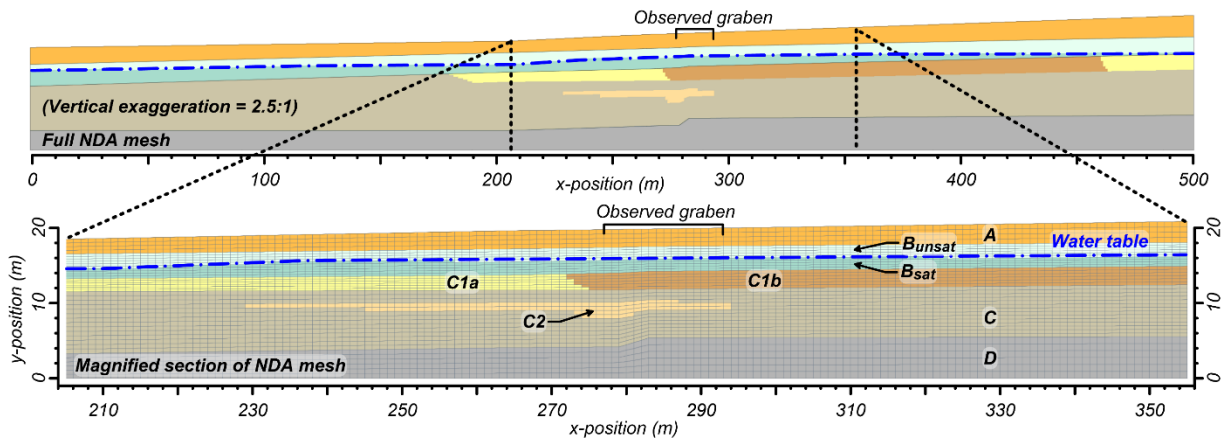 Observed graben
(Vertical exaggeration = 2.5:1)
Full NDA mesh
0 100 200 300 400 500
x-position (m)
Observed graben
20
10
0
y-position (m)
A
Bunsat
Water table
Bsat
C1a
C1b
C2
C
D
Magnified section of NDA mesh
20
10
0
210 230 250 270 290 310 330 350
x-position (m)